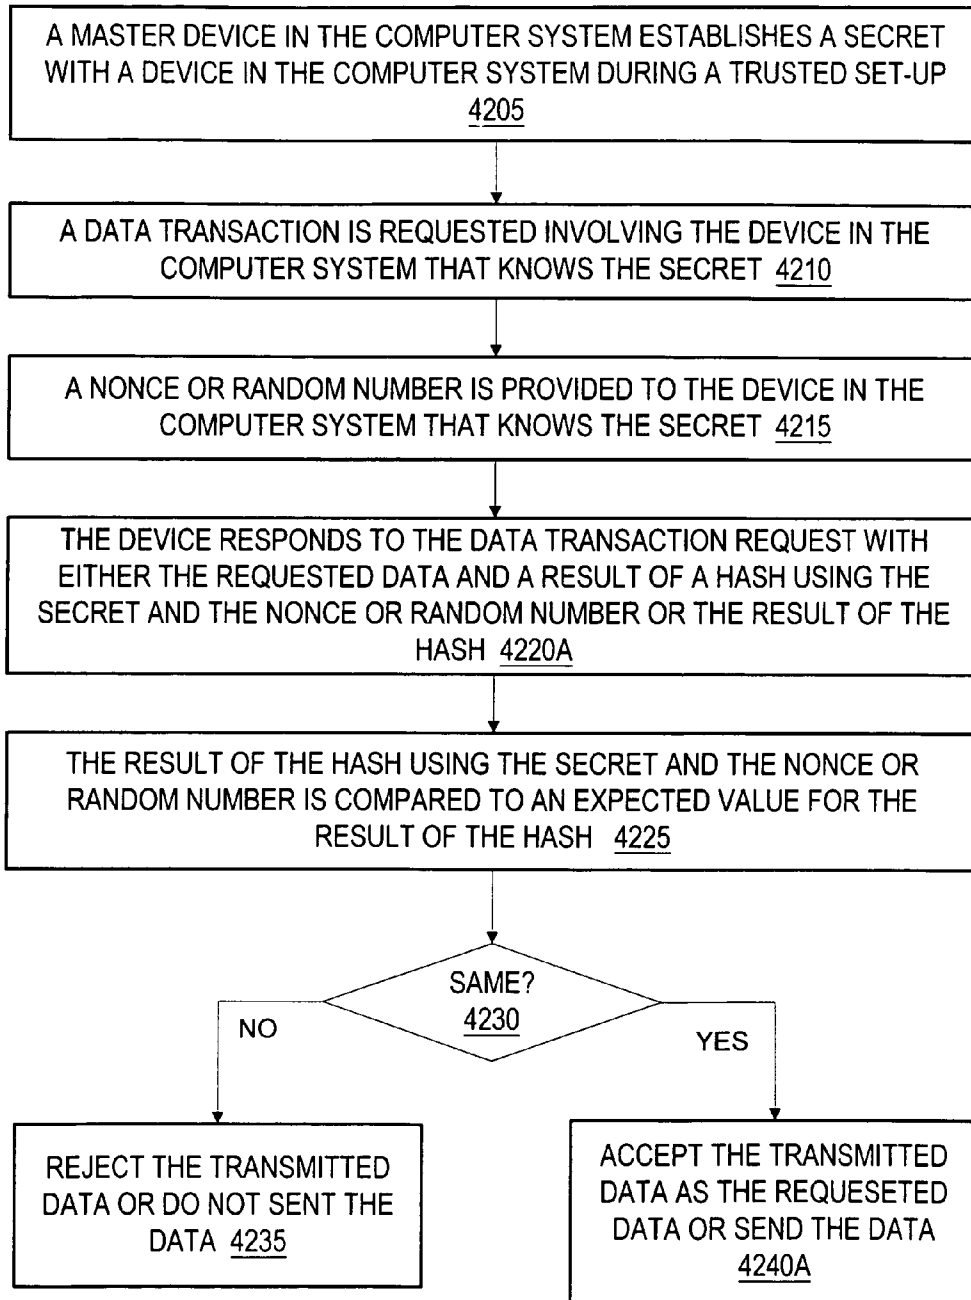 A MASTER DEVICE IN THE COMPUTER SYSTEM ESTABLISHES A SECRET
WITH A DEVICE IN THE COMPUTER SYSTEM DURING A TRUSTED SET-UP
4205
A DATA TRANSACTION IS REQUESTED INVOLVING THE DEVICE IN THE
COMPUTER SYSTEM THAT KNOWS THE SECRET 4210
A NONCE OR RANDOM NUMBER IS PROVIDED TO THE DEVICE IN THE
COMPUTER SYSTEM THAT KNOWS THE SECRET 4215
THE DEVICE RESPONDS TO THE DATA TRANSACTION REQUEST WITH
EITHER THE REQUESTED DATA AND A RESULT OF A HASH USING THE
SECRET AND THE NONCE OR RANDOM NUMBER OR THE RESULT OF THE
HASH 4220A
THE RESULT OF THE HASH USING THE SECRET AND THE NONCE OR
RANDOM NUMBER IS COMPARED TO AN EXPECTED VALUE FOR THE
RESULT OF THE HASH 4225
SAME?
4230
NO
YES
REJECT THE TRANSMITTED
DATA OR DO NOT SENT THE
DATA 4235
ACCEPT THE TRANSMITTED
DATA AS THE REQUESETED
DATA OR SEND THE DATA
4240A